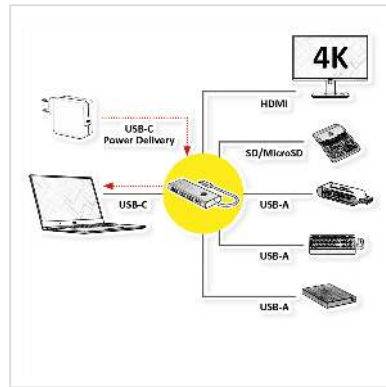 4K
HDMI
USB-C
Power Delivery
SD/MicroSD
USB-C
USB-A
USB-A
USB-A